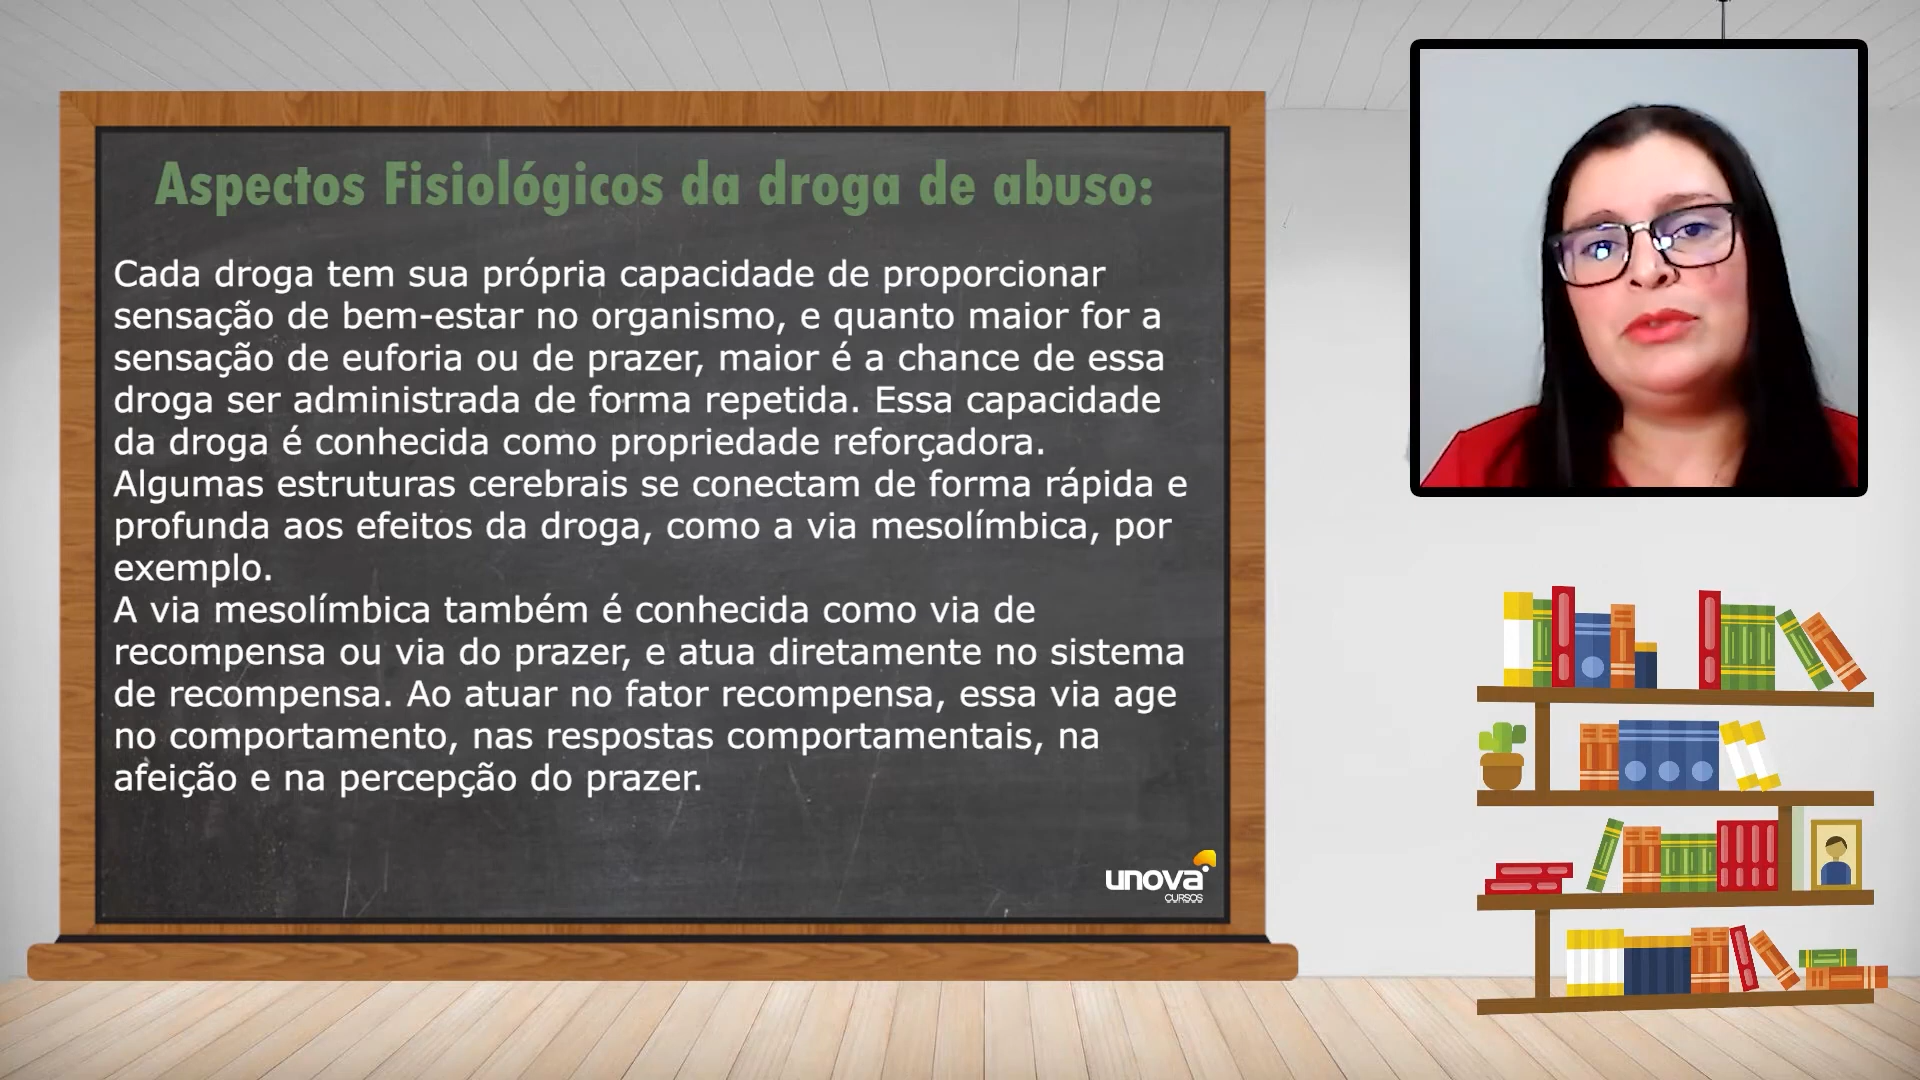 Aspectos Fisiológicos da droga de abuso:
Cada droga tem sua própria capacidade de proporcionar
sensação de bem-estar no organismo, e quanto maior for a
sensação de euforia ou de prazer, maior é a chance de essa
droga ser administrada de forma repetida. Essa capacidade
da droga é conhecida como propriedade reforçadora.
Algumas estruturas cerebrais se conectam de forma rápida e
profunda aos efeitos da droga, como a via mesolímbica, por
exemplo.
A via mesolímbica também é conhecida como via de
recompensa ou via do prazer, e atua diretamente no sistema
de recompensa. Ao atuar no fator recompensa, essa via age
no comportamento, nas respostas comportamentais, na
afeição e na percepção do prazer.
unova
CURSOS